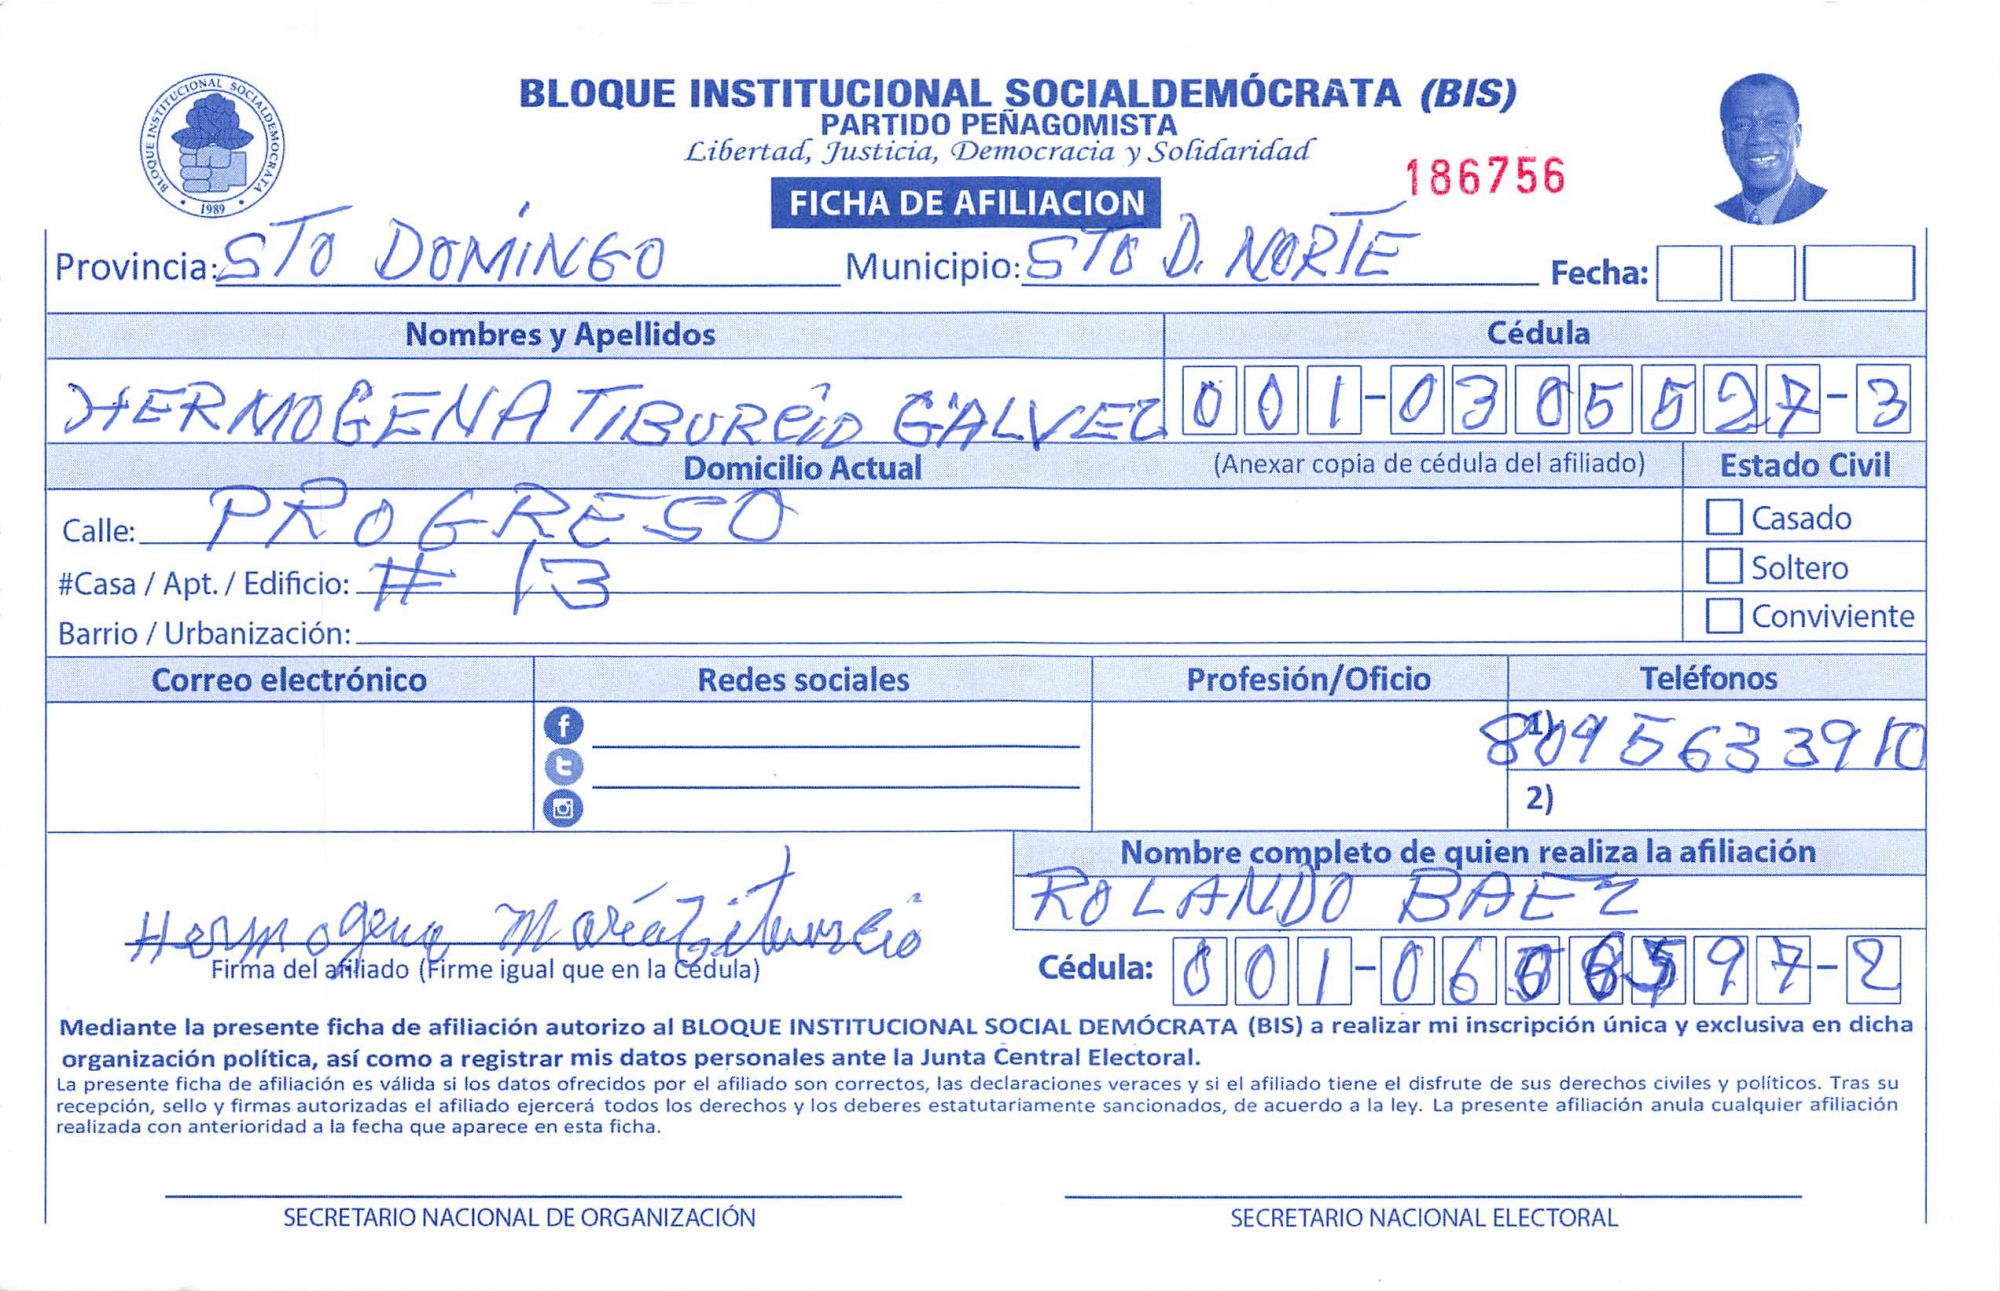 BLOQUE INSTITUCIONAL SOCIALDEMOCRATA
1989
BLOQUE INSTITUCIONAL SOCIALDEMÓCRATA (BIS)
PARTIDO PEÑAGOMISTA
Libertad, Justicia, Democracia y Solidaridad
186756
FICHA DE AFILIACION
Provincia: STO DOMINGO Municipio: STO D. NORTE Fecha:
Nombres y Apellidos Cédula
HERMOGENA TIBURCIO GALVEZ 001-0305527-3
Domicilio Actual (Anexar copia de cédula del afiliado) Estado Civil
Calle: PROGRESO Casado
#Casa / Apt. / Edificio: # 13 Soltero
Barrio / Urbanización: Conviviente
Correo electrónico Redes sociales Profesión/Oficio Teléfonos
1) 8095633910
2)
Nombre completo de quien realiza la afiliación
ROLANDO BAEZ
Hermogena María Tiburcio
Firma del afiliado (Firme igual que en la Cédula) Cédula:
Mediante la presente ficha de afiliación autorizo al BLOQUE INSTITUCIONAL SOCIAL DEMÓCRATA (BIS) a realizar mi inscripción única y exclusiva en dicha
organización política, así como a registrar mis datos personales ante la Junta Central Electoral.
La presente ficha de afiliación es válida si los datos ofrecidos por el afiliado son correctos, las declaraciones veraces y si el afiliado tiene el disfrute de sus derechos civiles y políticos. Tras su
recepción, sello y firmas autorizadas el afiliado ejercerá todos los derechos y los deberes estatutariamente sancionados, de acuerdo a la ley. La presente afiliación anula cualquier afiliación
realizada con anterioridad a la fecha que aparece en esta ficha.
SECRETARIO NACIONAL DE ORGANIZACIÓN SECRETARIO NACIONAL ELECTORAL